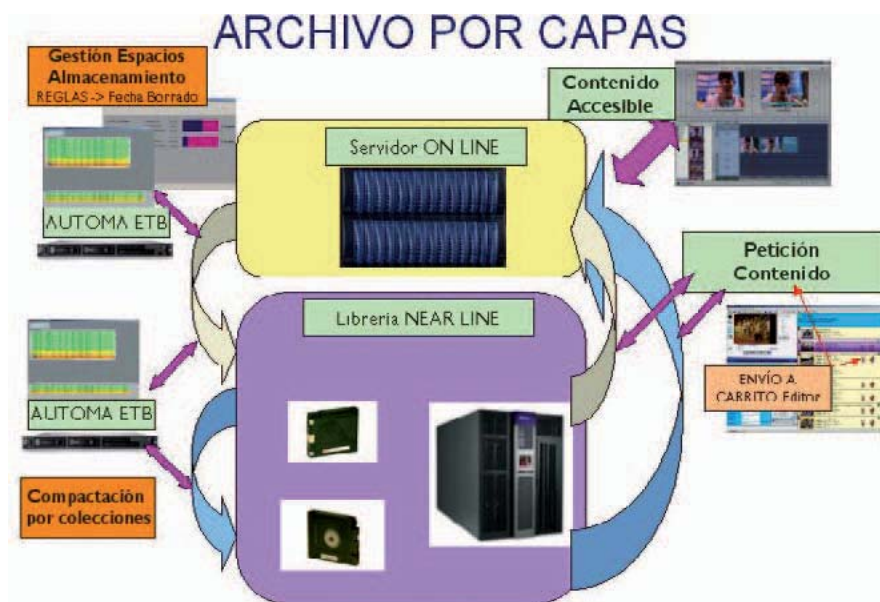 ARCHIVO POR CAPAS
Gestión Espacios
Almacenamiento
REGLAS -> Fecha Borrado
Contenido
Accesible
Servidor ON LINE
AUTOMA ETB
Petición
Contenido
Librería NEAR LINE
ENVÍO A
CARRITO Editor
AUTOMA ETB
Compactación
por colecciones